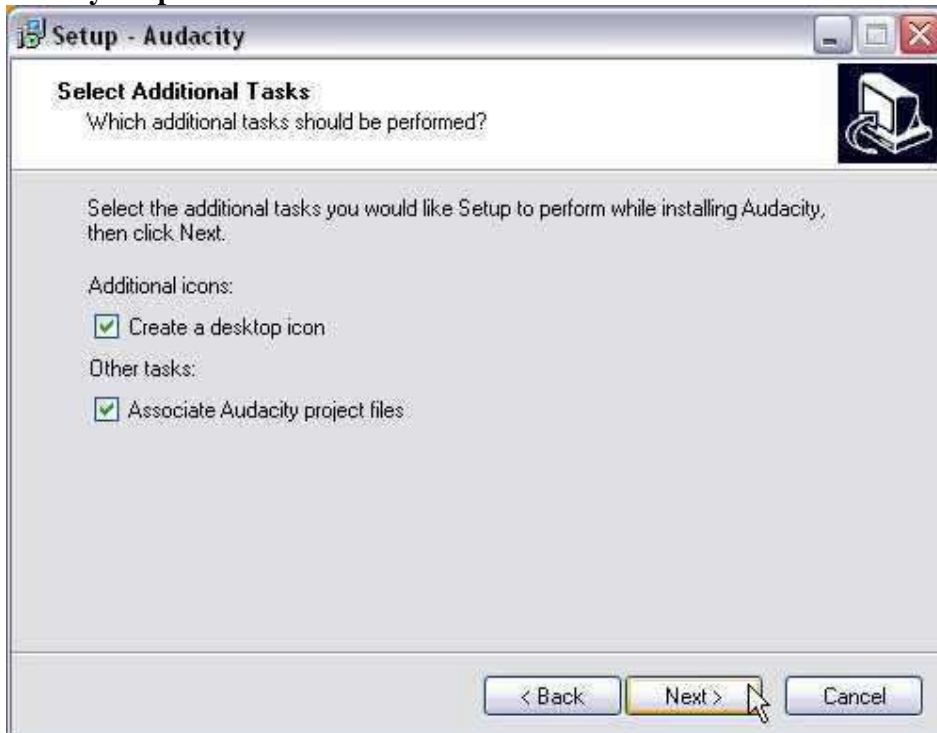 Setup - Audacity
Select Additional Tasks
Which additional tasks should be performed?
Select the additional tasks you would like Setup to perform while installing Audacity,
then click Next.
Additional icons:
Create a desktop icon
Other tasks:
Associate Audacity project files
< Back
Next >
Cancel